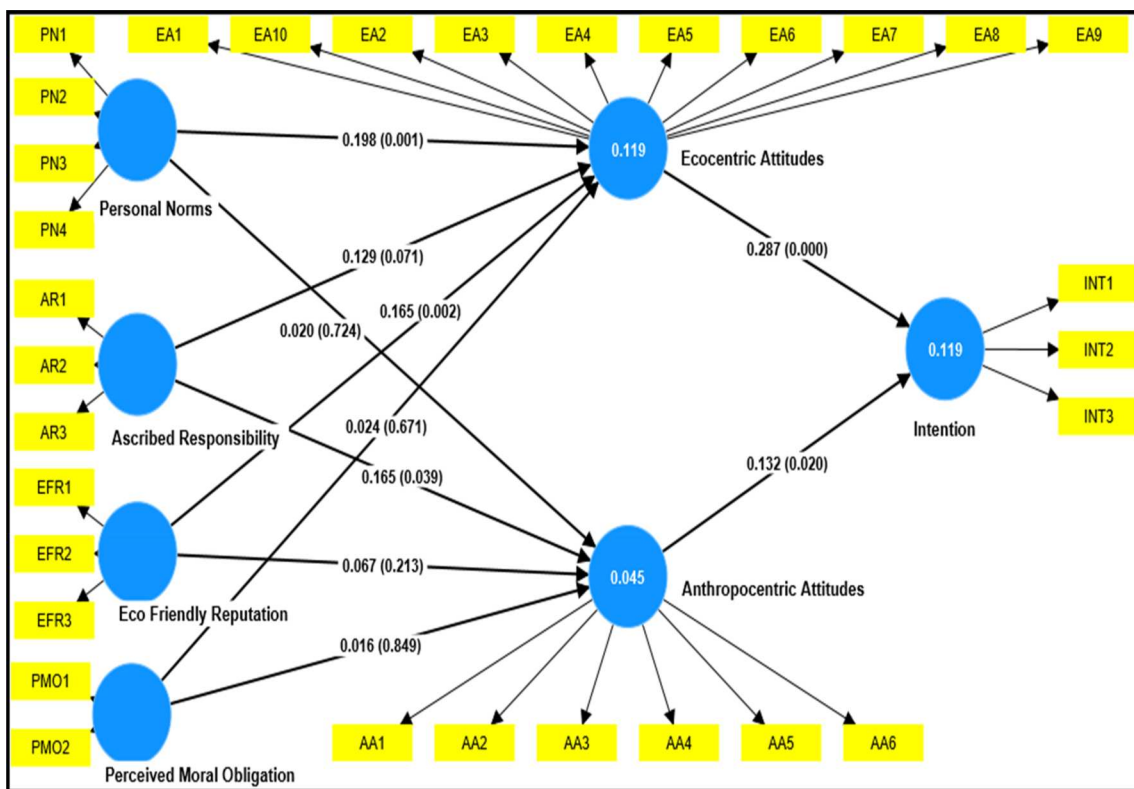 PN1
EA1
EA10
EA2
EA3
EA4
EA5
EA6
EA7
EA8
EA9
PN2
PN3
PN4
Personal Norms
0.198 (0.001)
0.119
Ecocentric Attitudes
0.129 (0.071)
0.165 (0.002)
0.020 (0.724)
0.287 (0.000)
AR1
AR2
AR3
Ascribed Responsibility
0.024 (0.671)
0.165 (0.039)
0.119
Intention
INT1
INT2
INT3
0.132 (0.020)
EFR1
EFR2
EFR3
Eco Friendly Reputation
0.067 (0.213)
0.045
Anthropocentric Attitudes
0.016 (0.849)
PMO1
PMO2
Perceived Moral Obligation
AA1
AA2
AA3
AA4
AA5
AA6